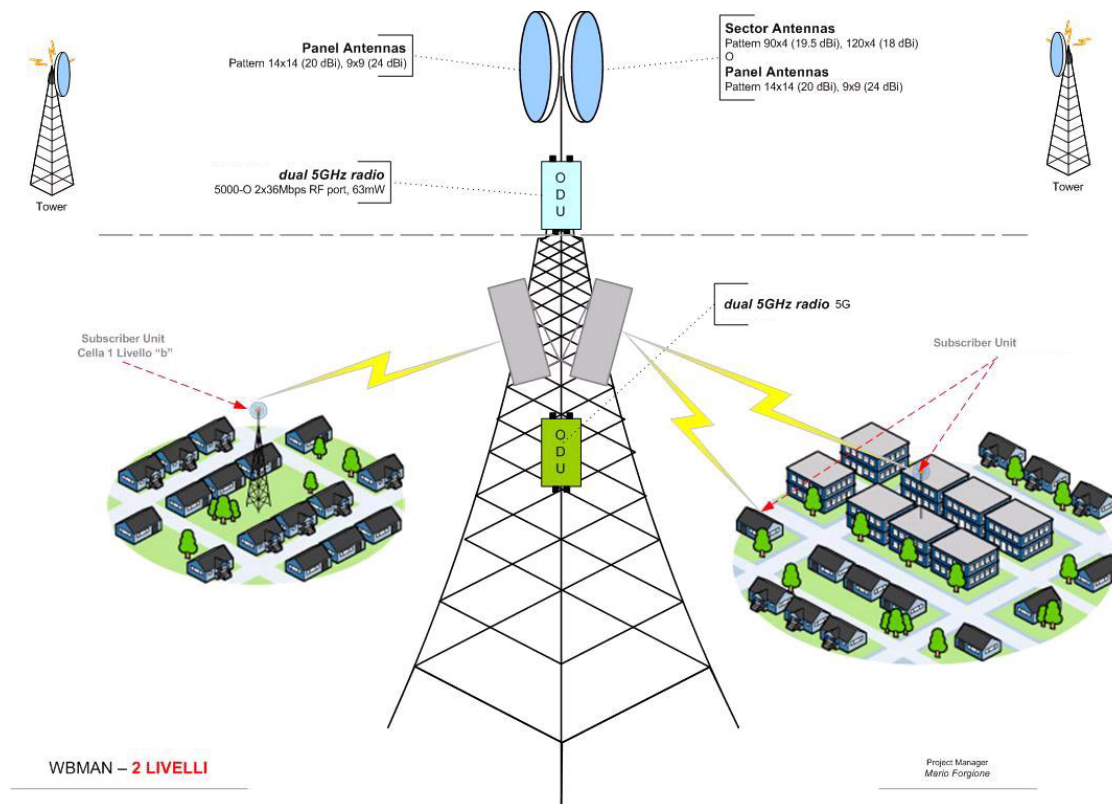 Panel Antennas
Pattern 14x14 (20 dBi), 9x9 (24 dBi)
Sector Antennas
Pattern 90x4 (19.5 dBi), 120x4 (18 dBi)
O
Panel Antennas
Pattern 14x14 (20 dBi), 9x9 (24 dBi)
Tower
Tower
dual 5GHz radio
5000-O 2x36Mbps RF port, 63mW
O
D
U
dual 5GHz radio 5G
Subscriber Unit
Cella 1 Livello “b”
Subscriber Unit
O
D
U
WBMAN – 2 LIVELLI
Project Manager
Mario Forgione